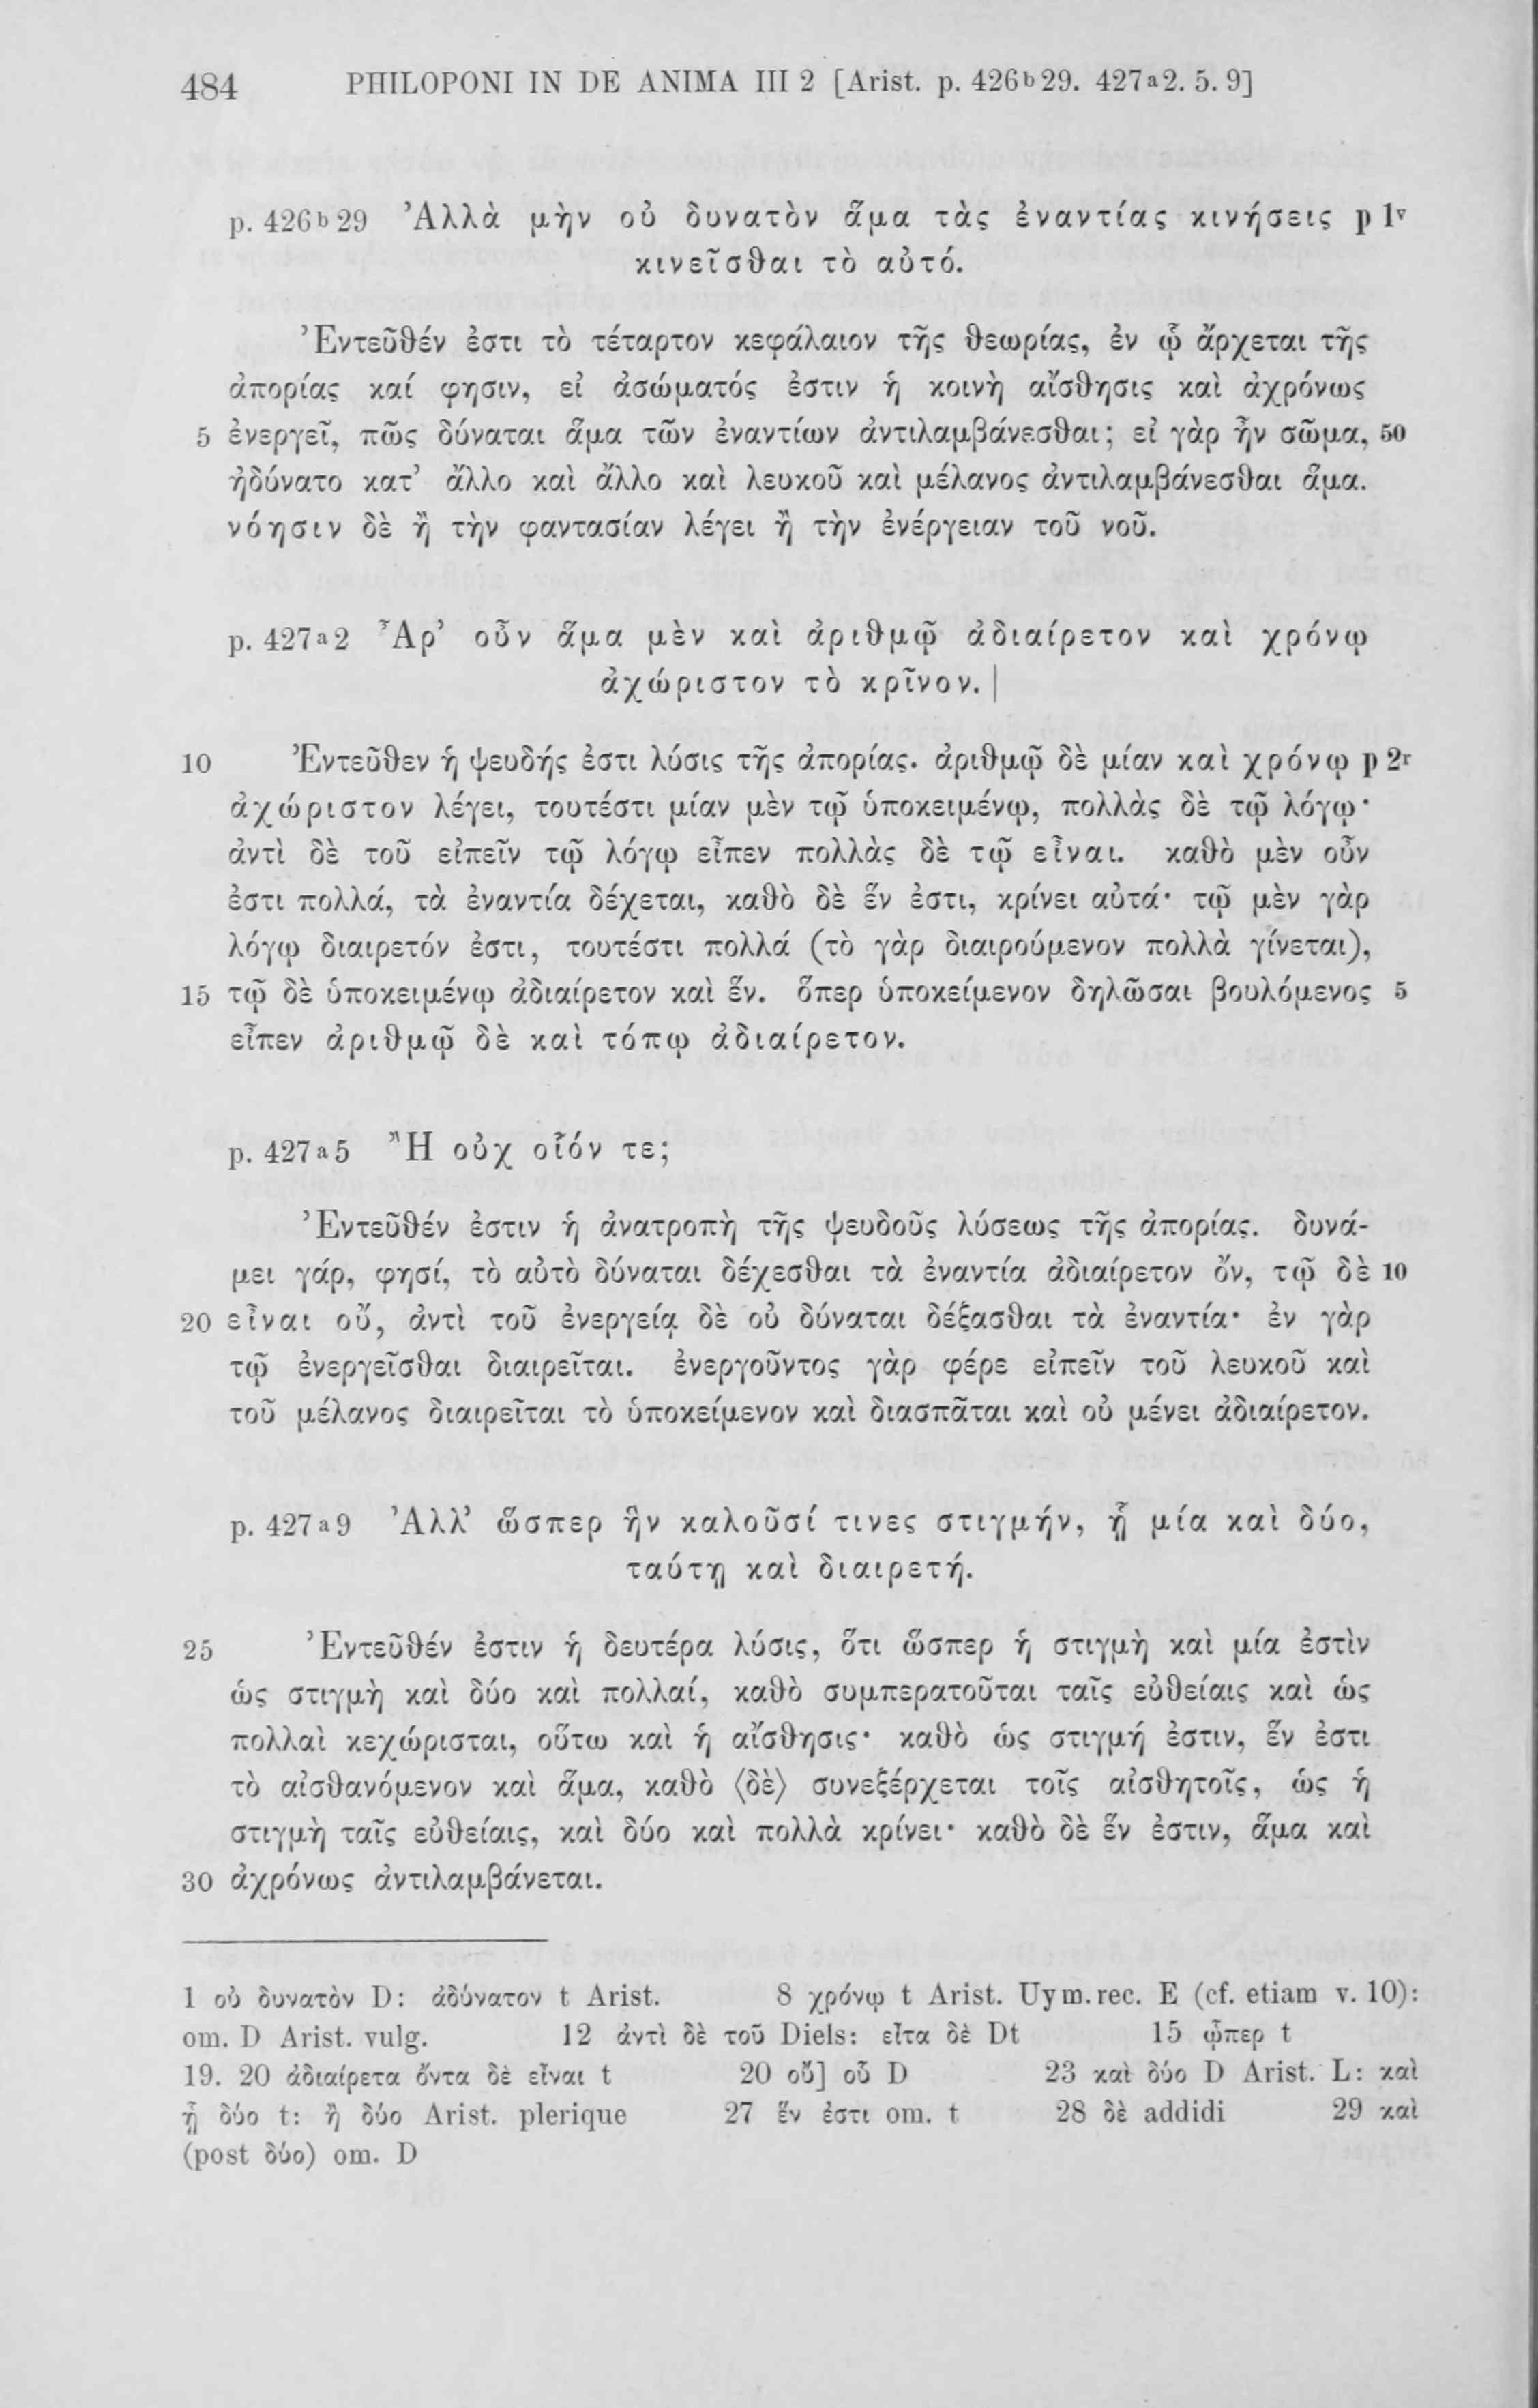 484 PHILOPONI IN DE ANIMA III 2 [Arist. p. 426b29. 427a2. 5. 9]
p. 426b29 Ἀλλὰ μὴν οὐ δυνατὸν ἅμα τὰς ἐναντίας κινήσεις p 1v
κινεῖσθαι τὸ αὐτό.
Ἐντεῦθέν ἐστι τὸ τέταρτον κεφάλαιον τῆς θεωρίας, ἐν ᾧ ἄρχεται τῆς
ἀπορίας καί φησιν, εἰ ἀσώματός ἐστιν ἡ κοινὴ αἴσθησις καὶ ἀχρόνως
5 ἐνεργεῖ, πῶς δύναται ἅμα τῶν ἐναντίων ἀντιλαμβάνεσθαι; εἰ γὰρ ἦν σῶμα, 50
ἠδύνατο κατ’ ἄλλο καὶ ἄλλο καὶ λευκοῦ καὶ μέλανος ἀντιλαμβάνεσθαι ἅμα.
νόησιν δὲ ἢ τὴν φαντασίαν λέγει ἢ τὴν ἐνέργειαν τοῦ νοῦ.
p. 427a2 Ἆρ’ οὖν ἅμα μὲν καὶ ἀριθμῷ ἀδιαίρετον καὶ χρόνῳ
ἀχώριστον τὸ κρῖνον. |
10 Ἐντεῦθεν ἡ ψευδής ἐστι λύσις τῆς ἀπορίας. ἀριθμῷ δὲ μίαν καὶ χρόνῳ p 2r
ἀχώριστον λέγει, τουτέστι μίαν μὲν τῷ ὑποκειμένῳ, πολλὰς δὲ τῷ λόγῳ·
ἀντὶ δὲ τοῦ εἰπεῖν τῷ λόγῳ εἶπεν πολλὰς δὲ τῷ εἶναι. καθὸ μὲν οὖν
ἐστι πολλά, τὰ ἐναντία δέχεται, καθὸ δὲ ἕν ἐστι, κρίνει αὐτά· τῷ μὲν γὰρ
λόγῳ διαιρετόν ἐστι, τουτέστι πολλά (τὸ γὰρ διαιρούμενον πολλὰ γίνεται),
15 τῷ δὲ ὑποκειμένῳ ἀδιαίρετον καὶ ἕν. ὅπερ ὑποκείμενον δηλῶσαι βουλόμενος 5
εἶπεν ἀριθμῷ δὲ καὶ τόπῳ ἀδιαίρετον.
p. 427a5 Ἢ οὐχ οἷόν τε;
Ἐντεῦθέν ἐστιν ἡ ἀνατροπὴ τῆς ψευδοῦς λύσεως τῆς ἀπορίας. δυνά-
μει γάρ, φησί, τὸ αὐτὸ δύναται δέχεσθαι τὰ ἐναντία ἀδιαίρετον ὄν, τῷ δὲ 10
20 εἶναι οὔ, ἀντὶ τοῦ ἐνεργείᾳ δὲ οὐ δύναται δέξασθαι τὰ ἐναντία· ἐν γὰρ
τῷ ἐνεργεῖσθαι διαιρεῖται. ἐνεργοῦντος γὰρ φέρε εἰπεῖν τοῦ λευκοῦ καὶ
τοῦ μέλανος διαιρεῖται τὸ ὑποκείμενον καὶ διασπᾶται καὶ οὐ μένει ἀδιαίρετον.
p. 427a9 Ἀλλ’ ὥσπερ ἣν καλοῦσί τινες στιγμήν, ᾗ μία καὶ δύο,
ταύτῃ καὶ διαιρετή.
25 Ἐντεῦθέν ἐστιν ἡ δευτέρα λύσις, ὅτι ὥσπερ ἡ στιγμὴ καὶ μία ἐστὶν
ὡς στιγμὴ καὶ δύο καὶ πολλαί, καθὸ συμπερατοῦται ταῖς εὐθείαις καὶ ὡς
πολλαὶ κεχώρισται, οὕτω καὶ ἡ αἴσθησις· καθὸ ὡς στιγμή ἐστιν, ἕν ἐστι
τὸ αἰσθανόμενον καὶ ἅμα, καθὸ ⟨δὲ⟩ συνεξέρχεται τοῖς αἰσθητοῖς, ὡς ἡ
στιγμὴ ταῖς εὐθείαις, καὶ δύο καὶ πολλὰ κρίνει· καθὸ δὲ ἕν ἐστιν, ἅμα καὶ
30 ἀχρόνως ἀντιλαμβάνεται.
1 οὐ δυνατὸν D: ἀδύνατον t Arist. 8 χρόνῳ t Arist. Uym.rec. E (cf. etiam v. 10):
om. D Arist. vulg. 12 ἀντὶ δὲ τοῦ Diels: εἶτα δὲ Dt 15 ᾧπερ t
19. 20 ἀδιαίρετα ὄντα δὲ εἶναι t 20 οὔ] οὗ D 23 καὶ δύο D Arist. L: καὶ
ᾗ δύο t: ἢ δύο Arist. plerique 27 ἕν ἐστι om. t 28 δὲ addidi 29 καὶ
(post δύο) om. D